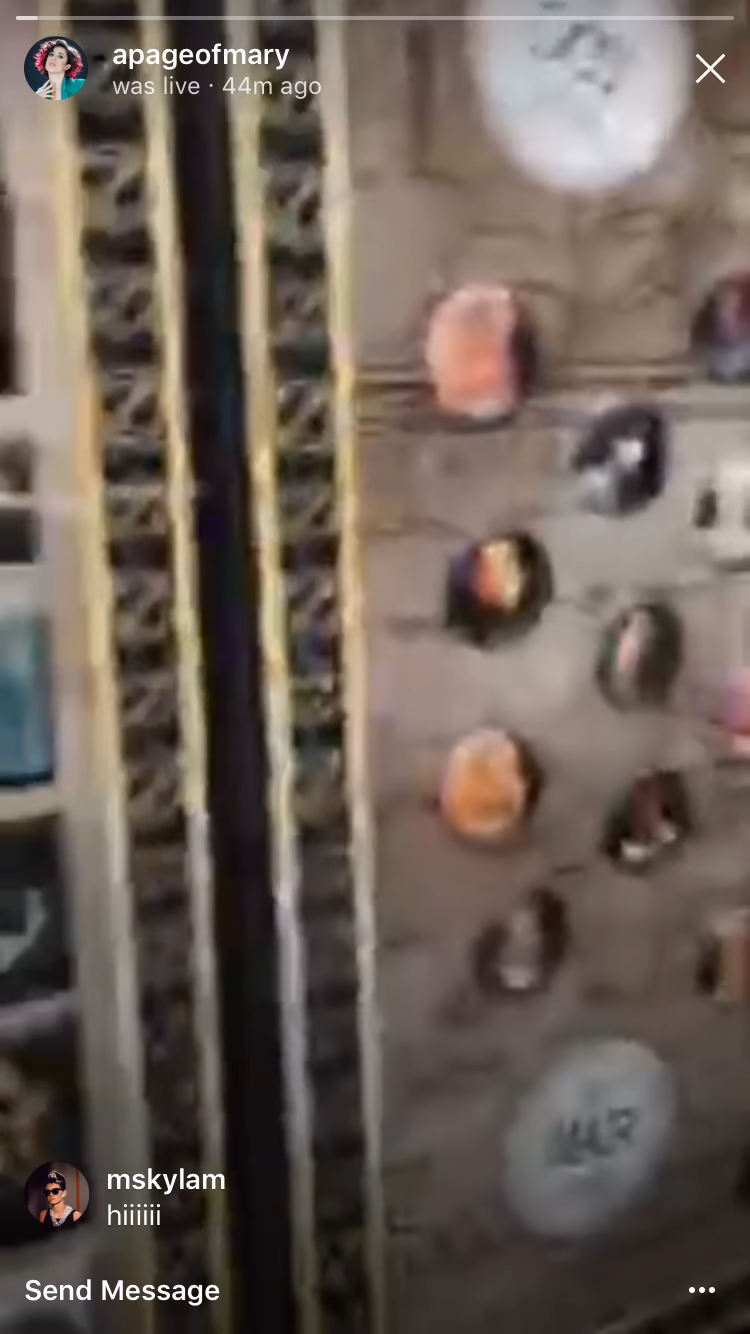 apageofmary
was live · 44m ago
mskylam
hiiiiii
Send Message